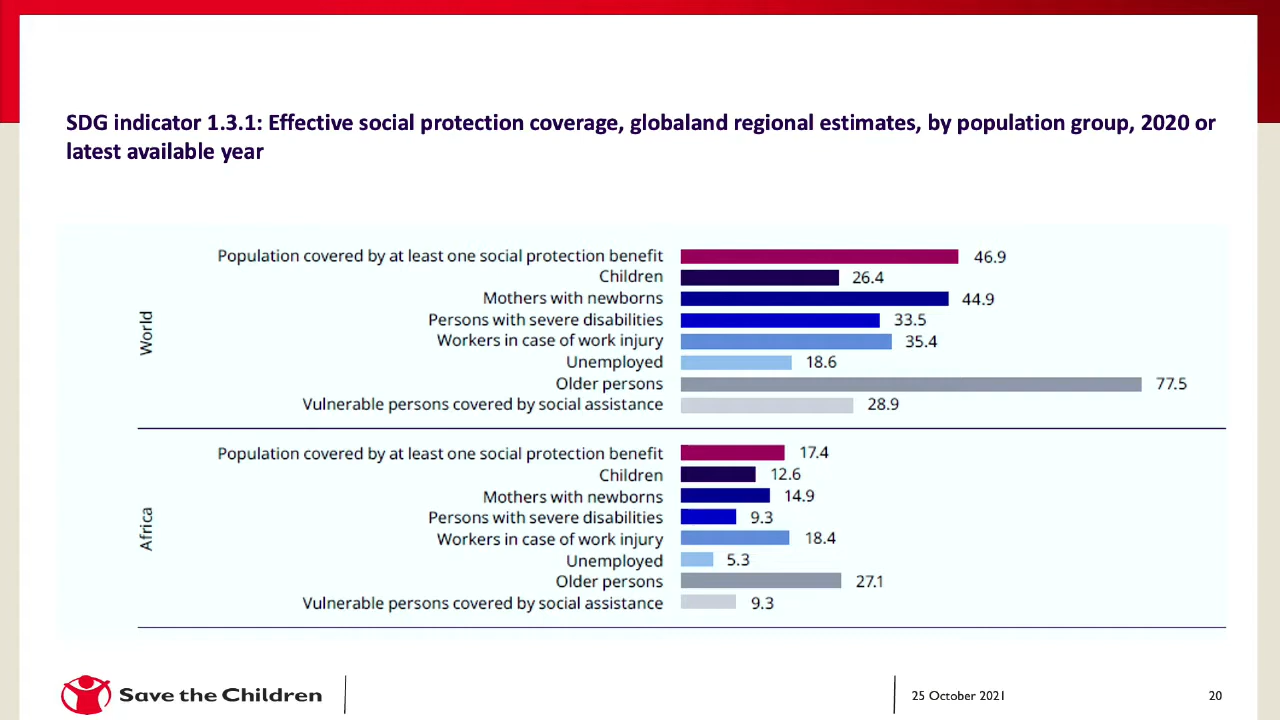 SDG indicator 1.3.1: Effective social protection coverage, globaland regional estimates, by population group, 2020 or
latest available year
World
Population covered by at least one social protection benefit 46.9
Children 26.4
Mothers with newborns 44.9
Persons with severe disabilities 33.5
Workers in case of work injury 35.4
Unemployed 18.6
Older persons 77.5
Vulnerable persons covered by social assistance 28.9
Africa
Population covered by at least one social protection benefit 17.4
Children 12.6
Mothers with newborns 14.9
Persons with severe disabilities 9.3
Workers in case of work injury 18.4
Unemployed 5.3
Older persons 27.1
Vulnerable persons covered by social assistance 9.3
Save the Children
25 October 2021
20